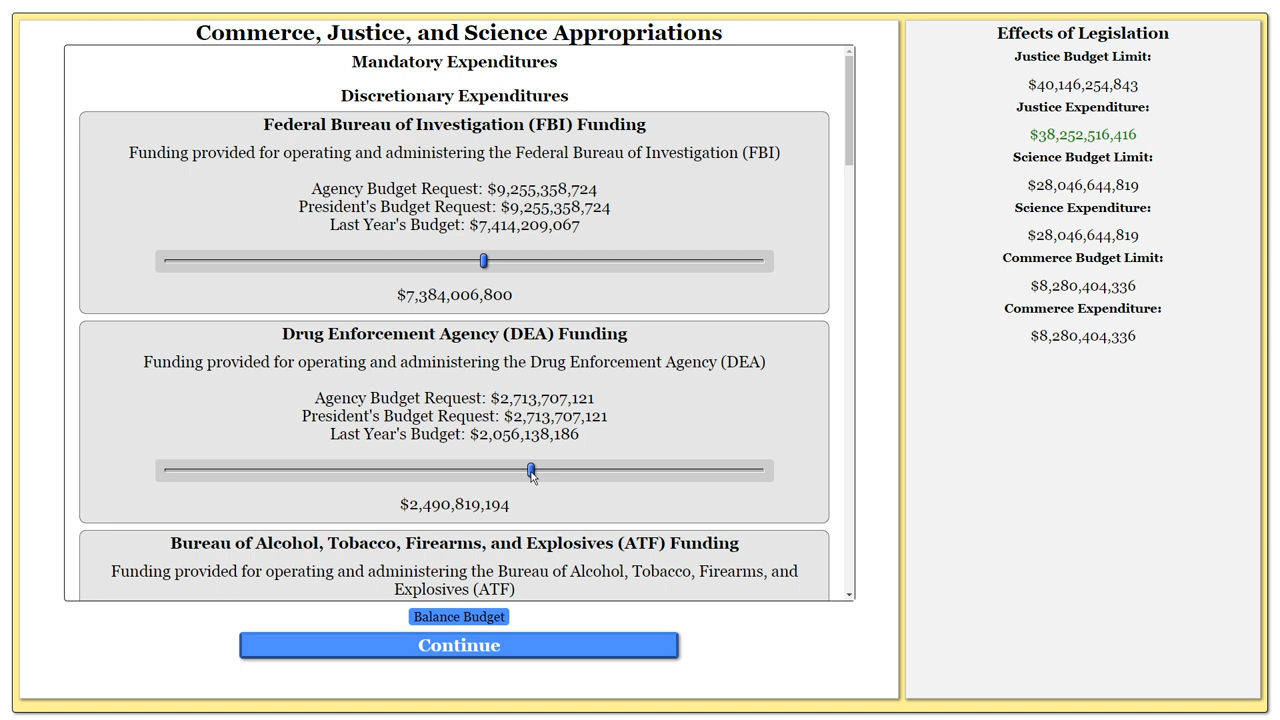 Commerce, Justice, and Science Appropriations
Mandatory Expenditures
Discretionary Expenditures
Federal Bureau of Investigation (FBI) Funding
Funding provided for operating and administering the Federal Bureau of Investigation (FBI)
Agency Budget Request: $9,255,358,724
President's Budget Request: $9,255,358,724
Last Year's Budget: $7,414,209,067
$7,384,006,800
Drug Enforcement Agency (DEA) Funding
Funding provided for operating and administering the Drug Enforcement Agency (DEA)
Agency Budget Request: $2,713,707,121
President's Budget Request: $2,713,707,121
Last Year's Budget: $2,056,138,186
$2,490,819,194
Bureau of Alcohol, Tobacco, Firearms, and Explosives (ATF) Funding
Funding provided for operating and administering the Bureau of Alcohol, Tobacco, Firearms, and
Explosives (ATF)
Balance Budget
Continue
Effects of Legislation
Justice Budget Limit:
$40,146,254,843
Justice Expenditure:
$38,252,516,416
Science Budget Limit:
$28,046,644,819
Science Expenditure:
$28,046,644,819
Commerce Budget Limit:
$8,280,404,336
Commerce Expenditure:
$8,280,404,336